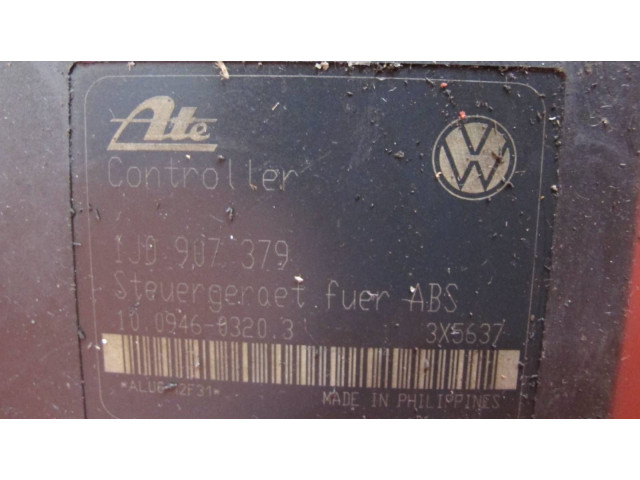 Ate
Controller
1J0 907 379
Steuergeraet fuer ABS
10.0946-0320.3 3X5637
MADE IN PHILIPPINES